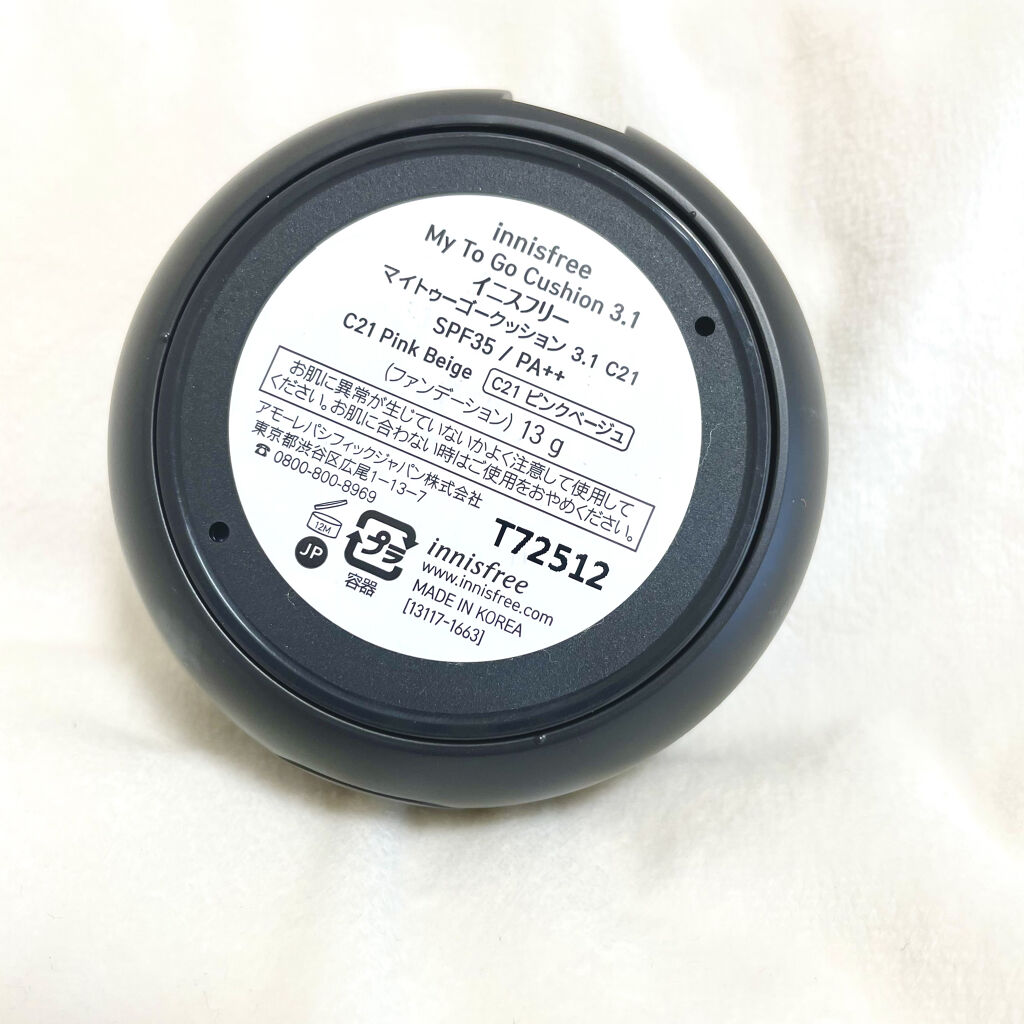 innisfree
My To Go Cushion 3.1
イニスフリー
マイトゥーゴークッション 3.1 C21
SPF35 / PA++
C21 Pink Beige C21 ピンクベージュ
(ファンデーション) 13 g
お肌に異常が生じていないかよく注意して使用して
ください。お肌に合わない時はご使用をおやめください。
アモーレパシフィックジャパン株式会社
東京都渋谷区広尾1-13-7
☎ 0800-800-8969
T72512
12M
JP
プラ
容器
innisfree
www.innisfree.com
MADE IN KOREA
[13117-1663]